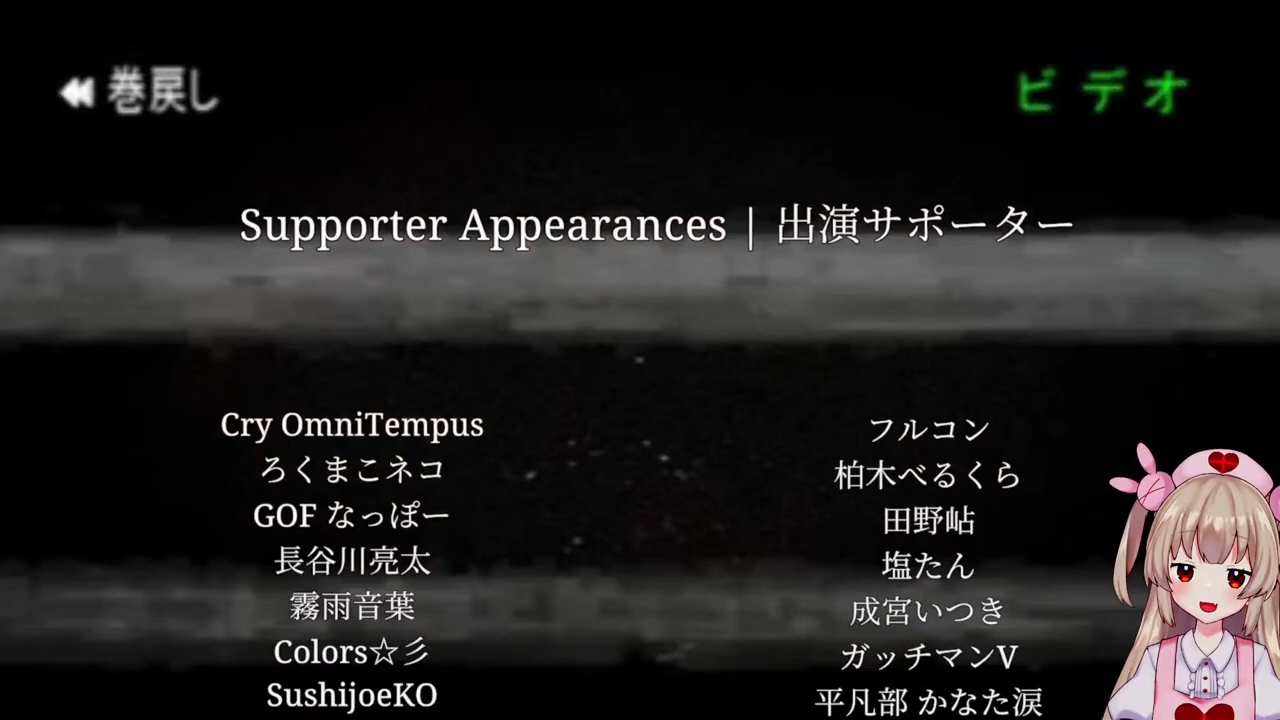 巻戻し
ビデオ
Supporter Appearances | 出演サポーター
Cry OmniTempus
ろくまこネコ
GOF なっぽー
長谷川亮太
霧雨音葉
Colors☆彡
SushijoeKO
フルコン
柏木べるくら
田野岾
塩たん
成宮いつき
ガッチマンV
平凡部 かなた涙